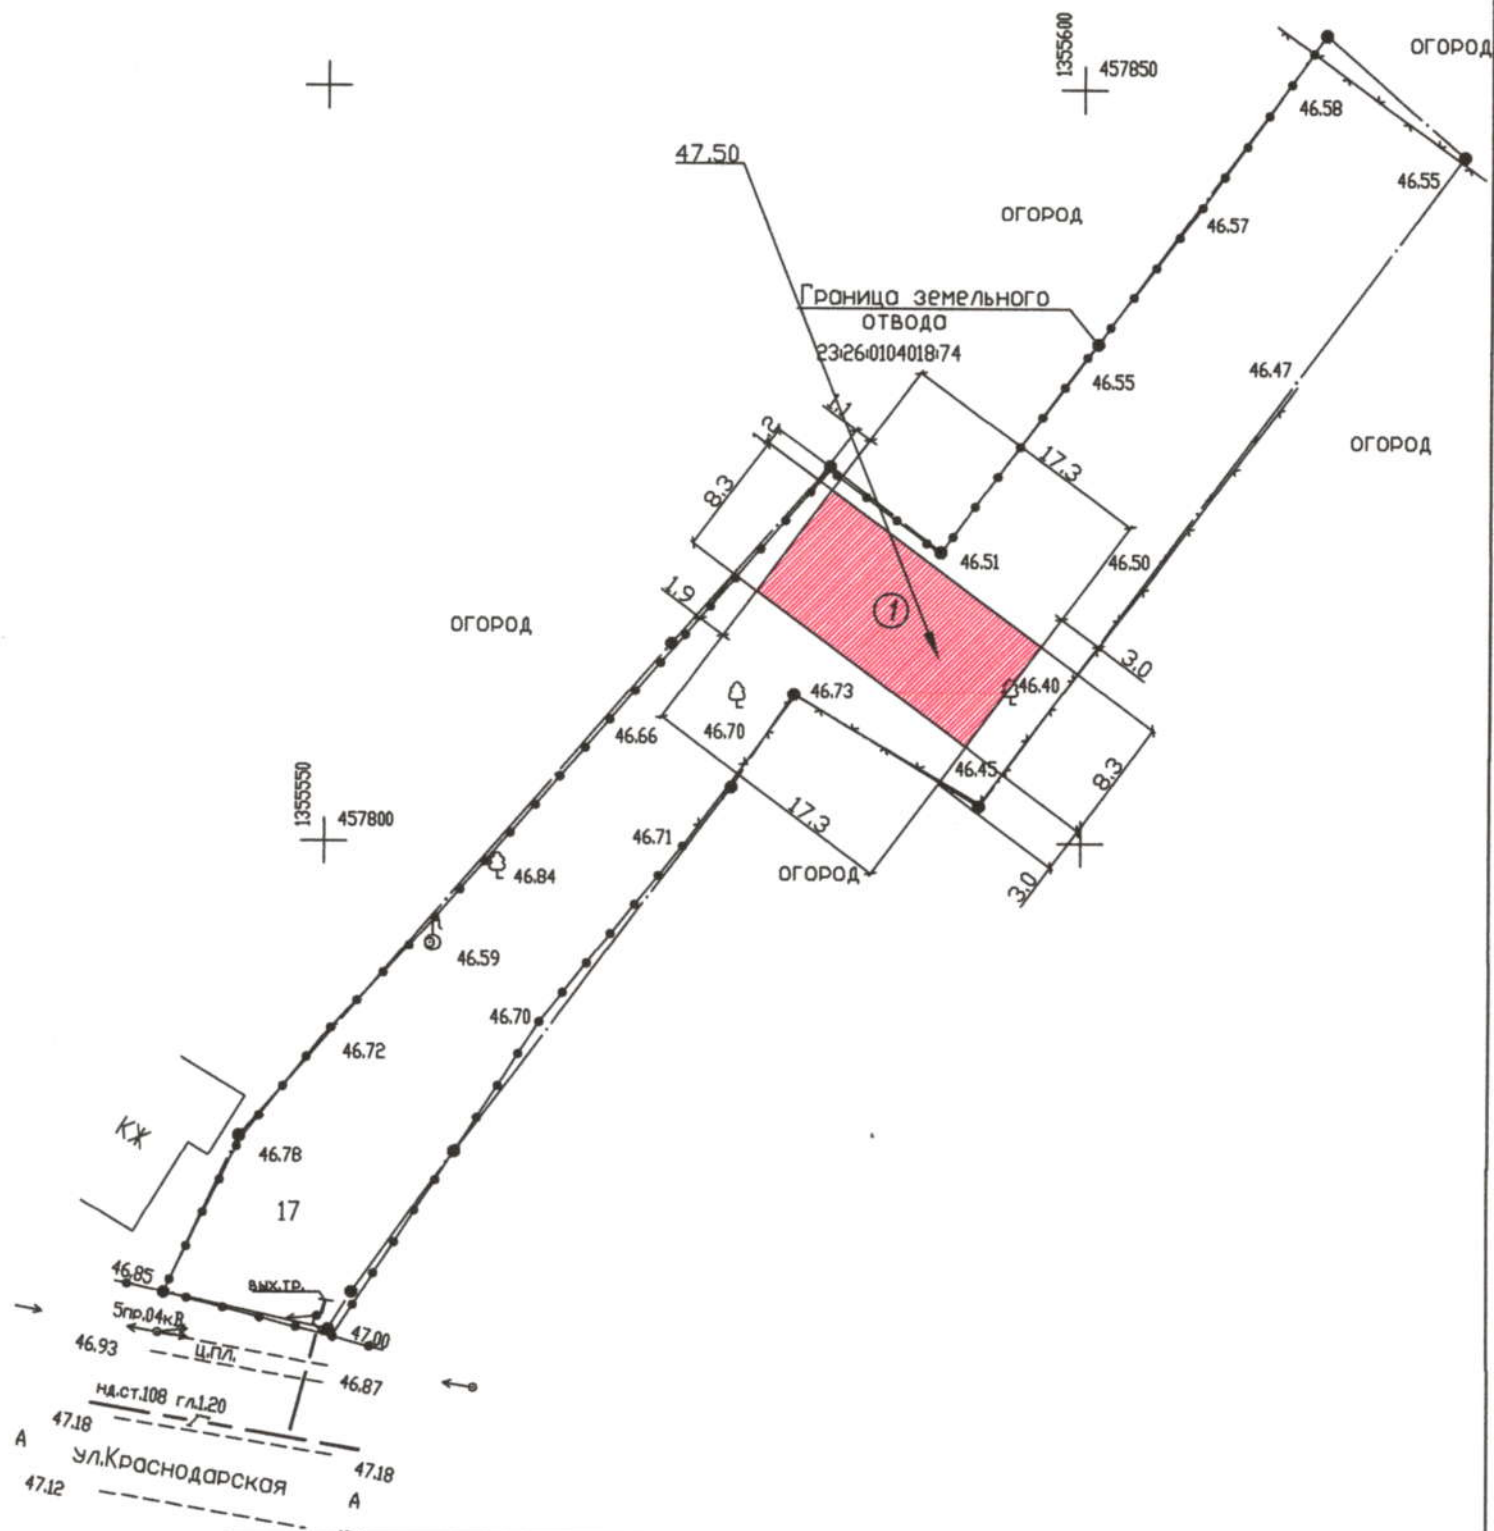 1355600
457850
ОГОРОД
46.58
46.55
47.50
ОГОРОД
46.57
Граница земельного
отвода
23:26:0104018:74
46.55
46.47
1.1
1.2
17.3
ОГОРОД
8.3
46.51
46.50
1.9
1
ОГОРОД
3.0
46.73
46.40
46.70
46.66
46.45
8.3
1355550
457800
17.3
46.71
ОГОРОД
3.0
46.84
46.59
46.70
46.72
КЖ
46.78
17
46.85
вых.тр.
5пр.04кВ
47.00
46.93
ц.пл.
46.87
нд.ст.108 гл.1.20
47.18
А
ул.Краснодарская
47.18
47.12
А